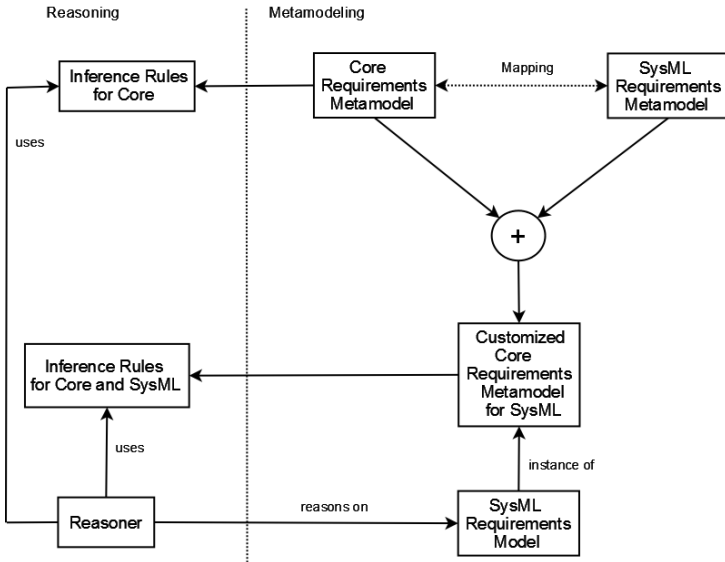 Reasoning
Metamodeling
Inference Rules
for Core
Core
Requirements
Metamodel
Mapping
SysML
Requirements
Metamodel
uses
+
Inference Rules
for Core and SysML
Customized
Core
Requirements
Metamodel
for SysML
uses
instance of
Reasoner
reasons on
SysML
Requirements
Model